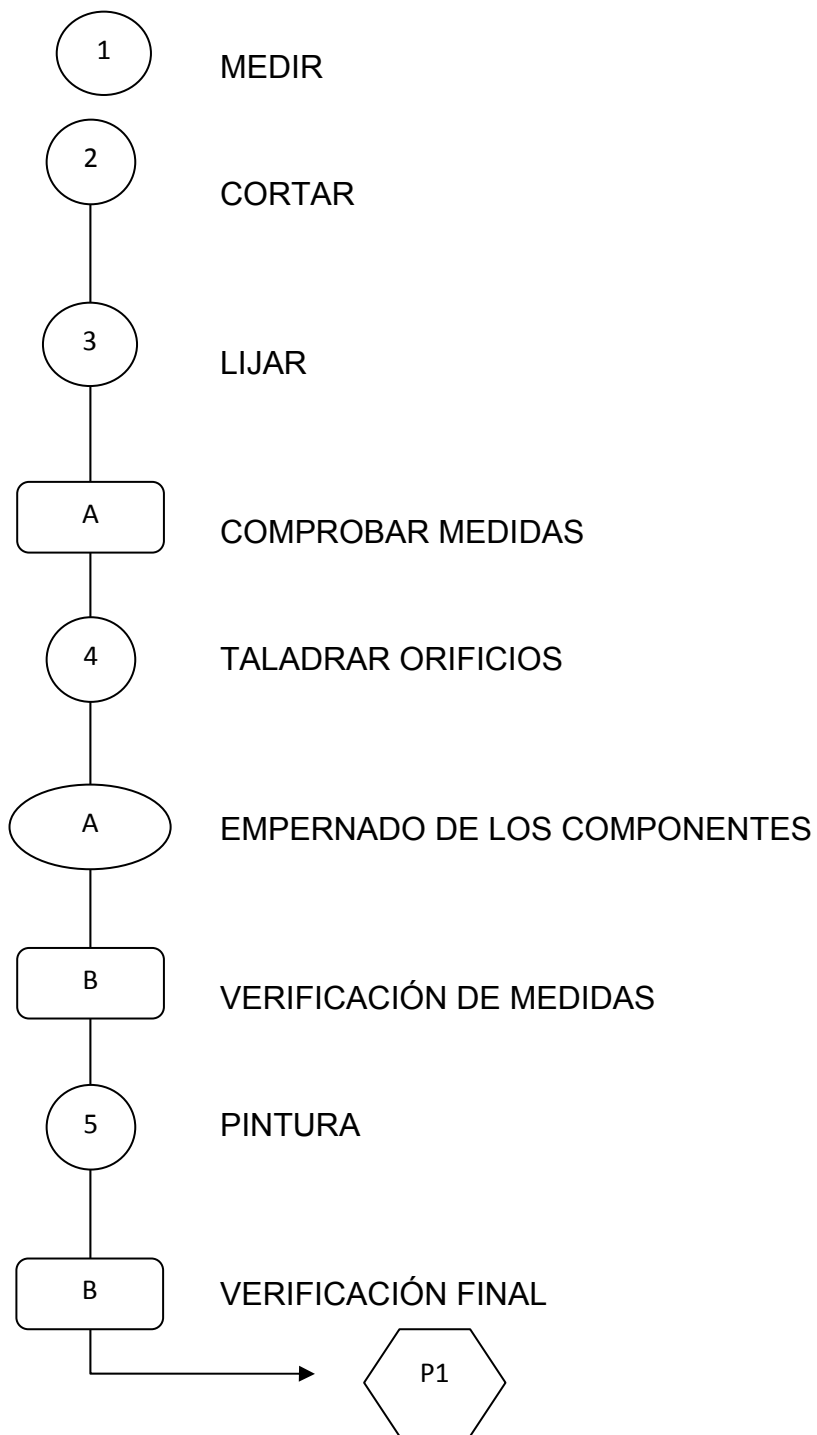 1
MEDIR
2
CORTAR
3
LIJAR
A
COMPROBAR MEDIDAS
4
TALADRAR ORIFICIOS
A
EMPERNADO DE LOS COMPONENTES
B
VERIFICACIÓN DE MEDIDAS
5
PINTURA
B
VERIFICACIÓN FINAL
P1